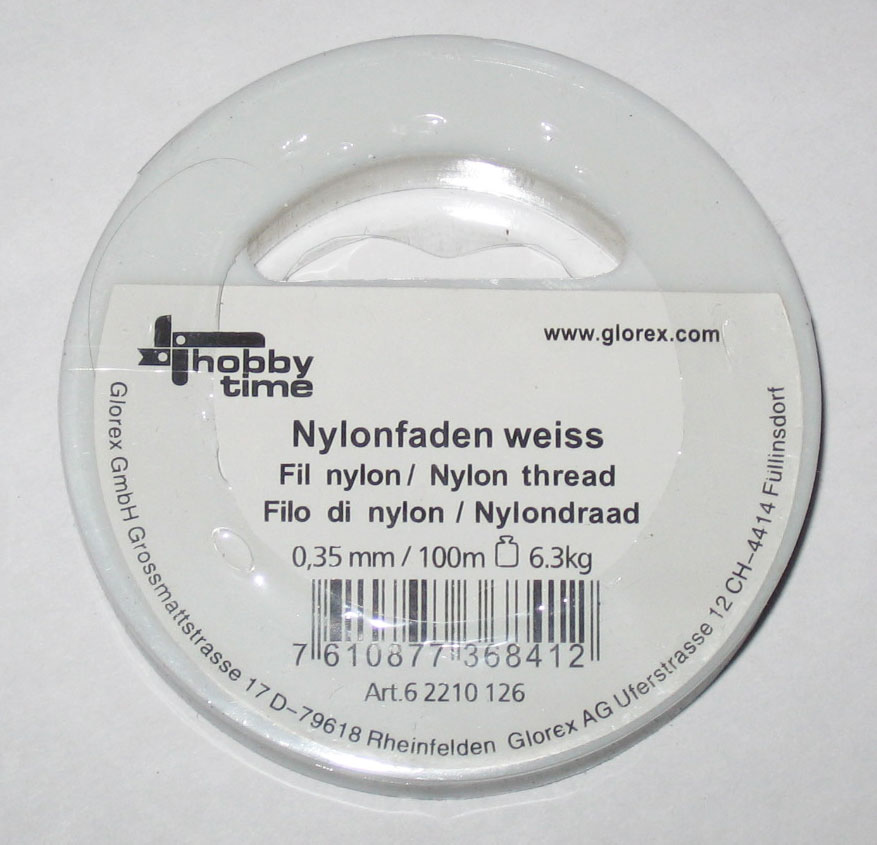 www.glorex.com
hobby
time
Nylonfaden weiss
Fil nylon / Nylon thread
Filo di nylon / Nylondraad
0,35 mm / 100m 6.3kg
7 610877 368412
Art.6 2210 126
Glorex GmbH Grossmattstrasse 17 D-79618 Rheinfelden Glorex AG Uferstrasse 12 CH-4414 Füllinsdorf